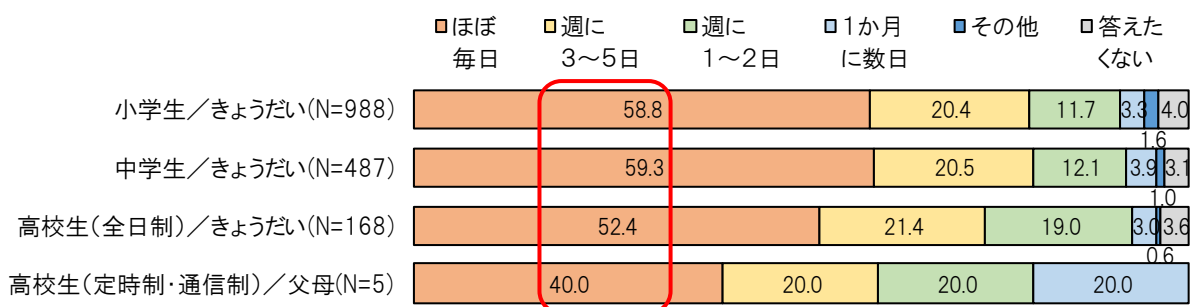 ほぼ毎日 週に3～5日 週に1～2日 1か月に数日 その他 答えたくない
小学生／きょうだい(N=988) 58.8 20.4 11.7 3.3 1.6 4.0
中学生／きょうだい(N=487) 59.3 20.5 12.1 3.9 1.0 3.1
高校生(全日制)／きょうだい(N=168) 52.4 21.4 19.0 3.0 0.6 3.6
高校生(定時制・通信制)／父母(N=5) 40.0 20.0 20.0 20.0